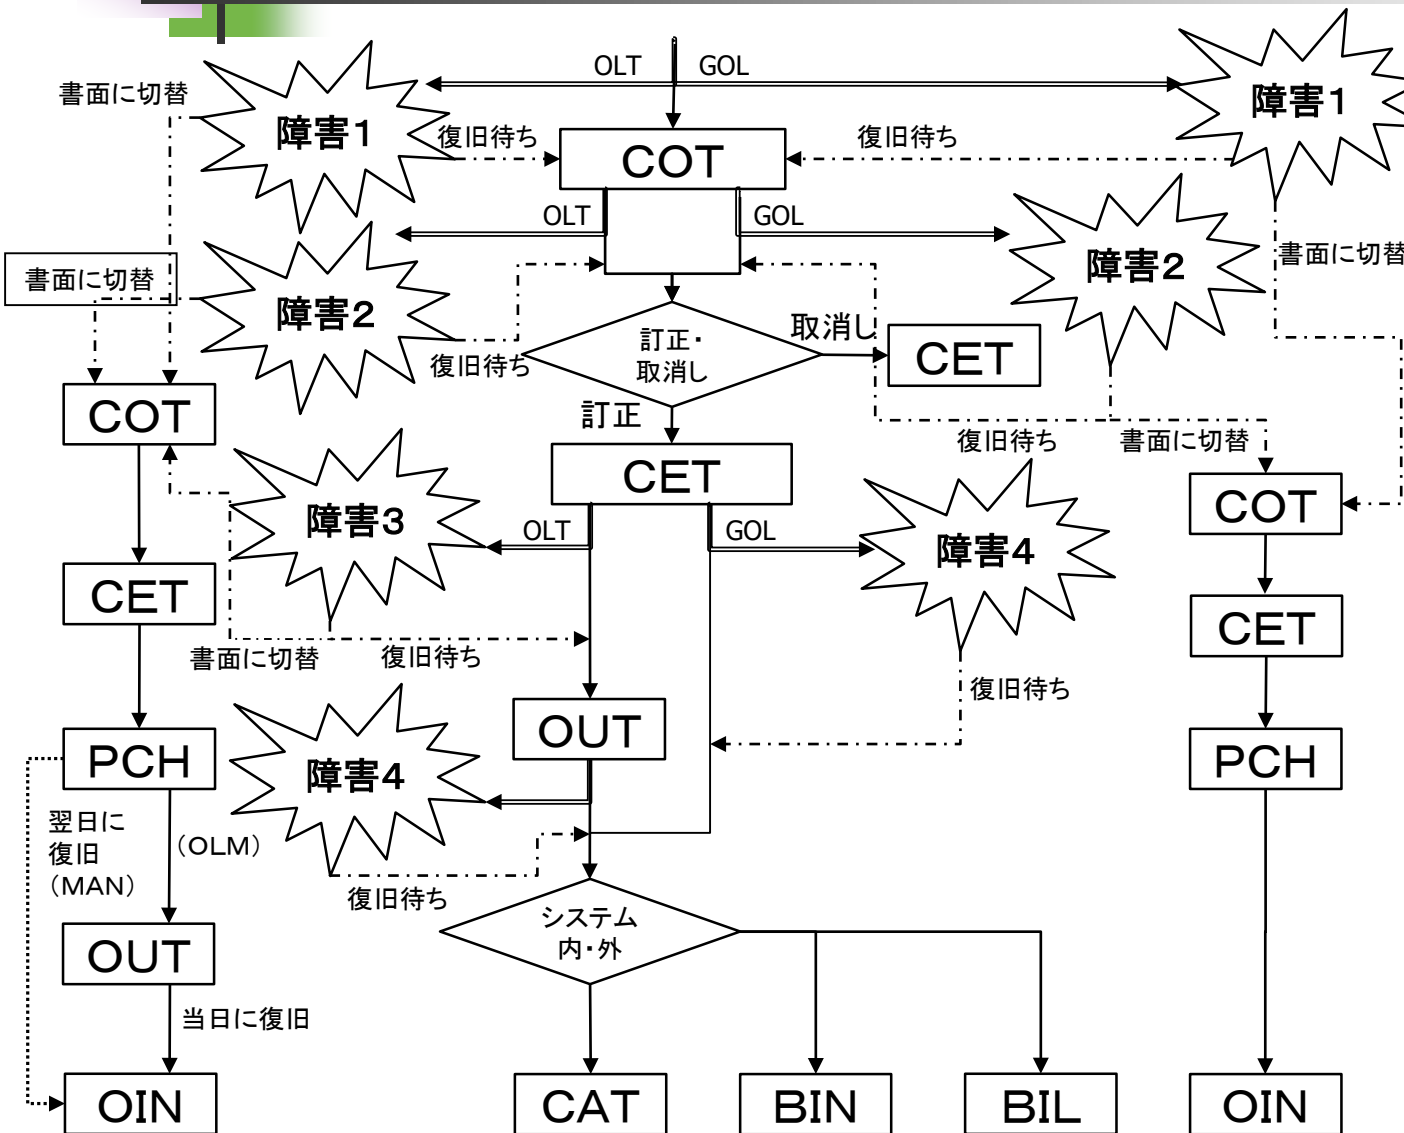 OLT
GOL
書面に切替
障害1
障害1
復旧待ち
復旧待ち
COT
OLT
GOL
書面に切替
書面に切替
障害2
障害2
復旧待ち
訂正・
取消し
取消し
CET
訂正
COT
復旧待ち
書面に切替
CET
COT
障害3
OLT
GOL
障害4
CET
CET
書面に切替
復旧待ち
復旧待ち
OUT
PCH
PCH
障害4
翌日に
復旧
(MAN)
(OLM)
復旧待ち
システム
内・外
OUT
当日に復旧
OIN
CAT
BIN
BIL
OIN